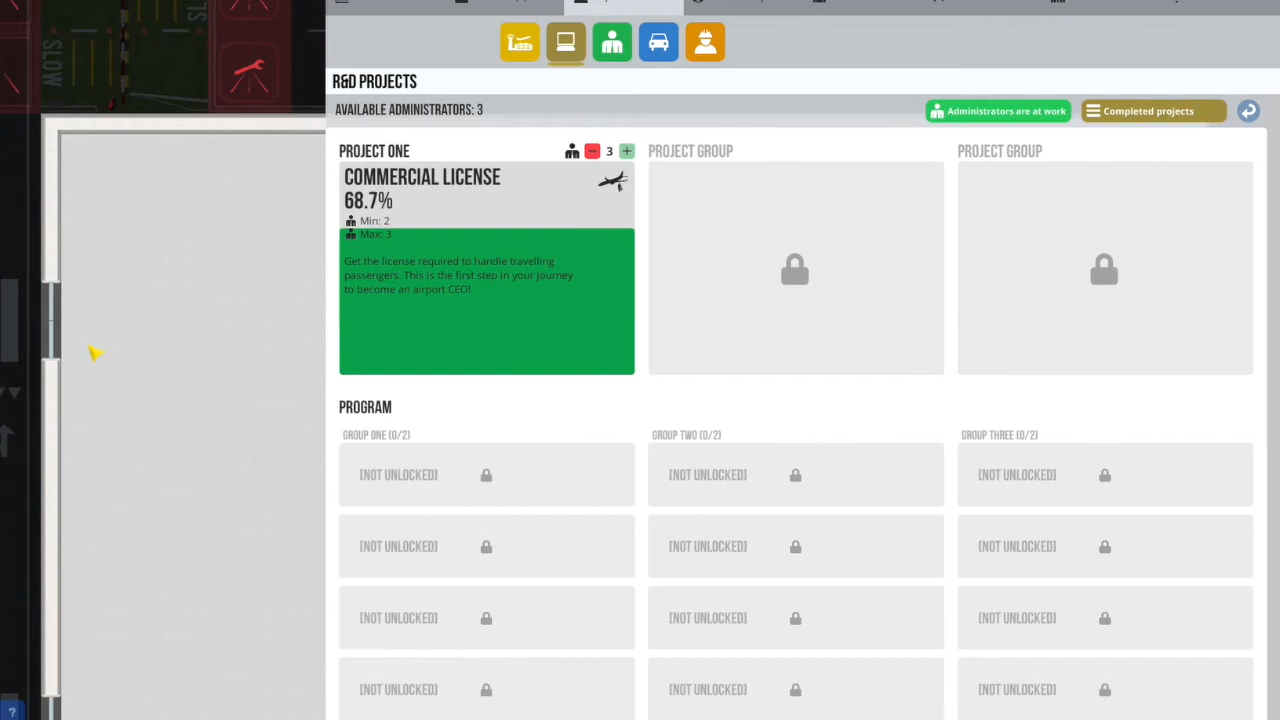 SLOW
R&D PROJECTS
AVAILABLE ADMINISTRATORS: 3
Administrators are at work
Completed projects
PROJECT ONE
3
PROJECT GROUP
PROJECT GROUP
COMMERCIAL LICENSE
68.7%
Min: 2
Max: 3
Get the license required to handle travelling
passengers. This is the first step in your journey
to become an airport CEO!
PROGRAM
GROUP ONE (0/2)
GROUP TWO (0/2)
GROUP THREE (0/2)
[NOT UNLOCKED]
[NOT UNLOCKED]
[NOT UNLOCKED]
[NOT UNLOCKED]
[NOT UNLOCKED]
[NOT UNLOCKED]
[NOT UNLOCKED]
[NOT UNLOCKED]
[NOT UNLOCKED]
[NOT UNLOCKED]
[NOT UNLOCKED]
[NOT UNLOCKED]
?